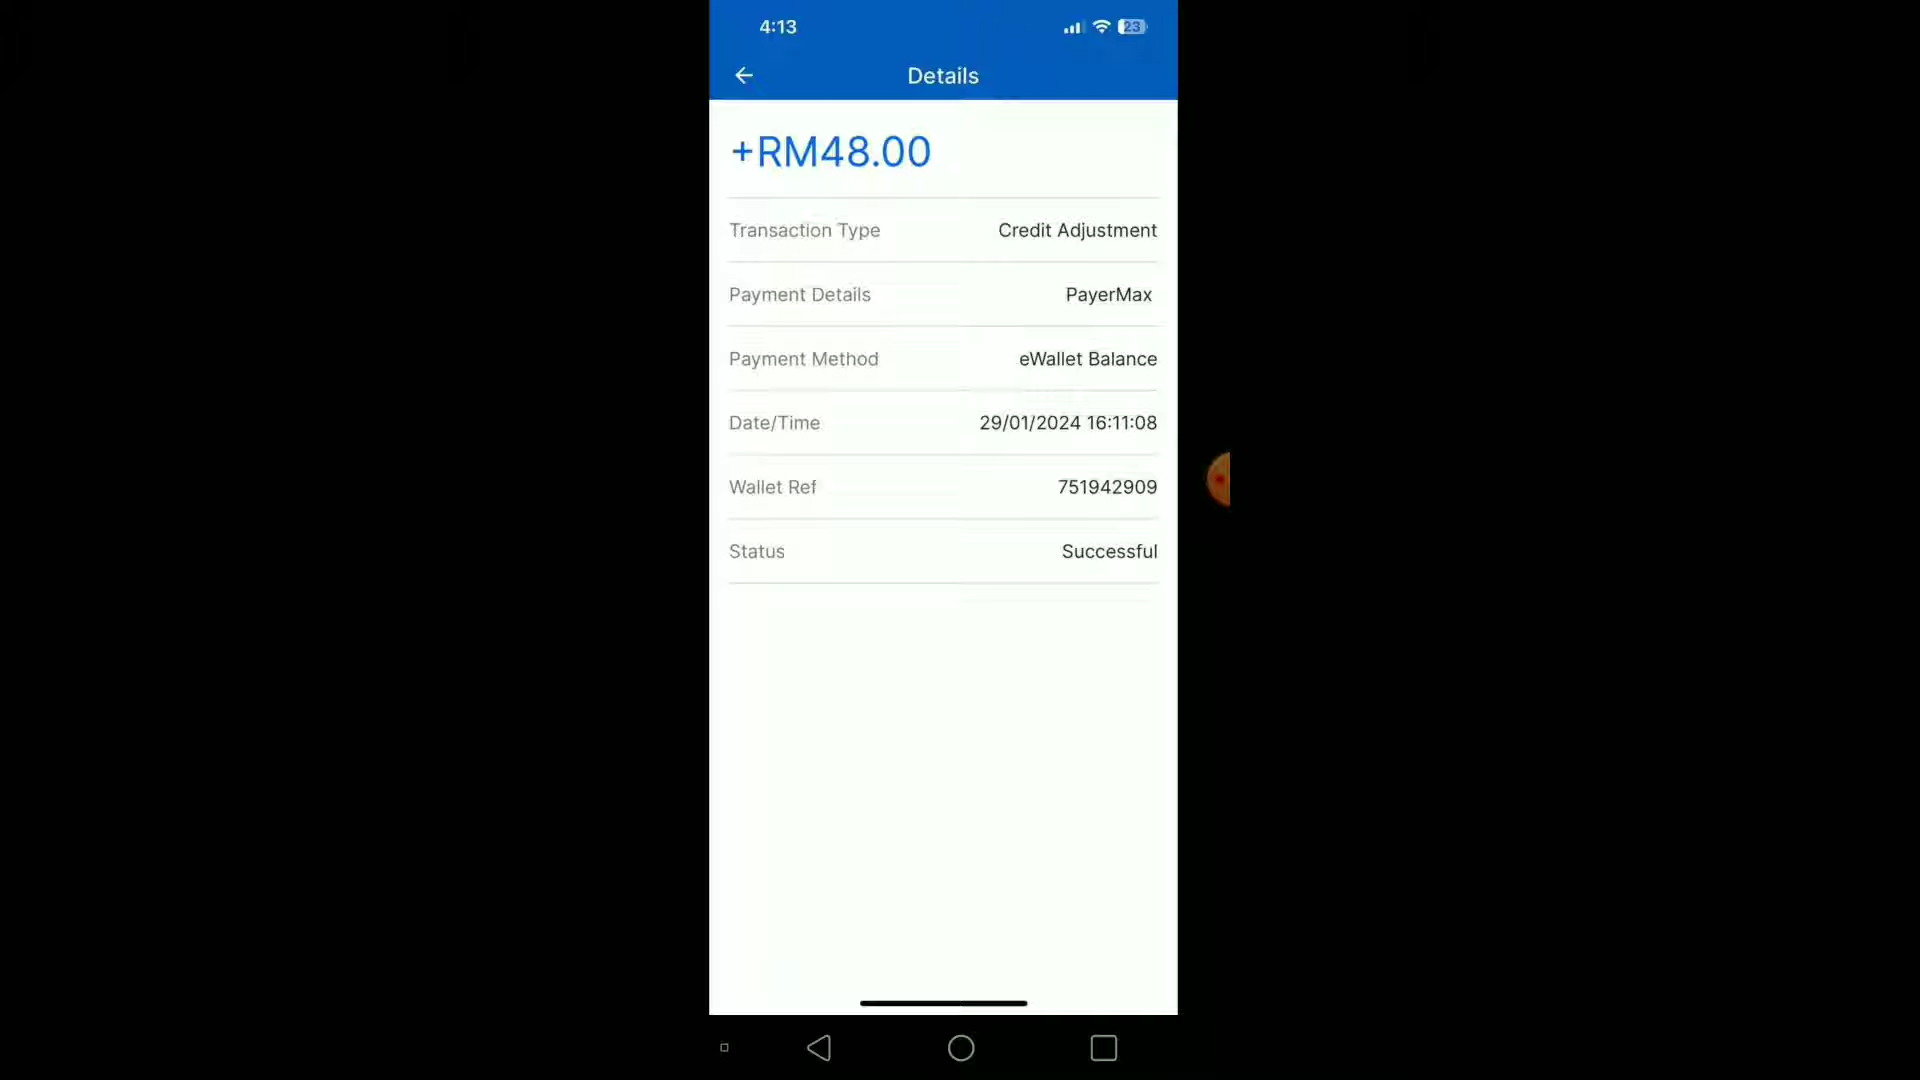 4:13
23
Details
+RM48.00
Transaction Type Credit Adjustment
Payment Details PayerMax
Payment Method eWallet Balance
Date/Time 29/01/2024 16:11:08
Wallet Ref 751942909
Status Successful